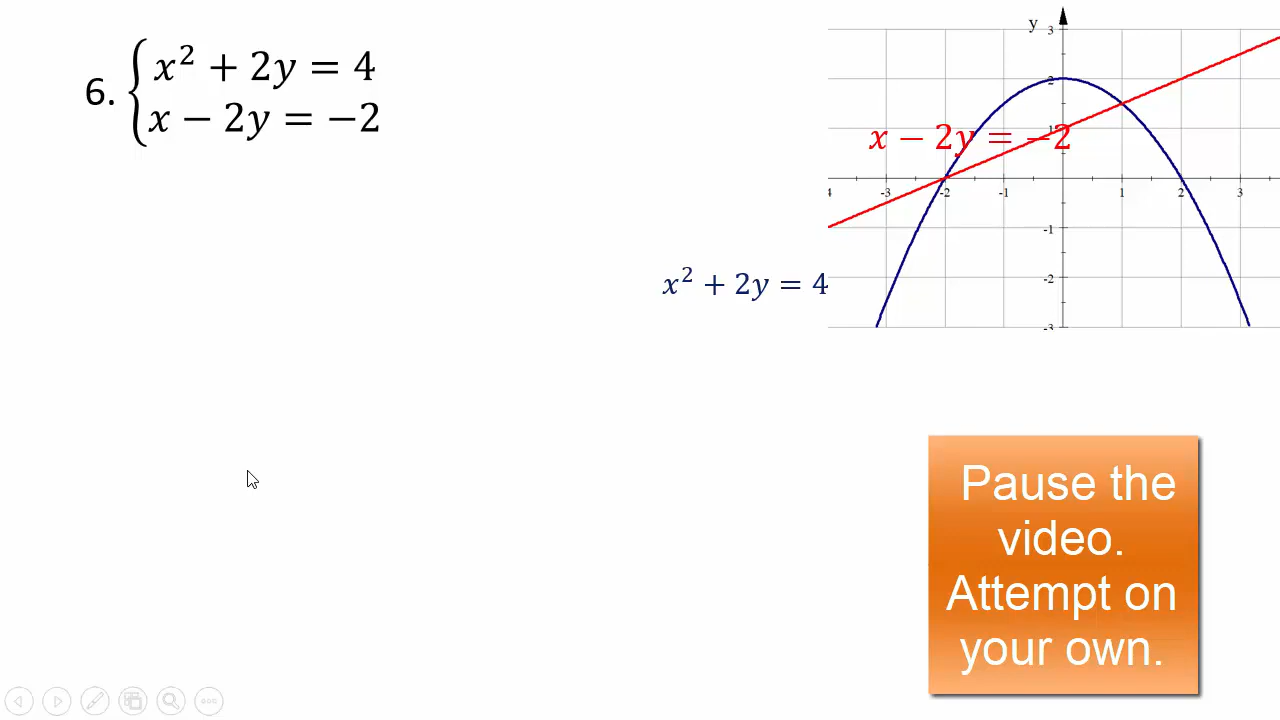 6. { x² + 2y = 4
x − 2y = −2
y
3
2
x − 2y = −2
1
4 -3 -2 -1 1 2 3
-1
x² + 2y = 4
-2
-3
Pause the
video.
Attempt on
your own.